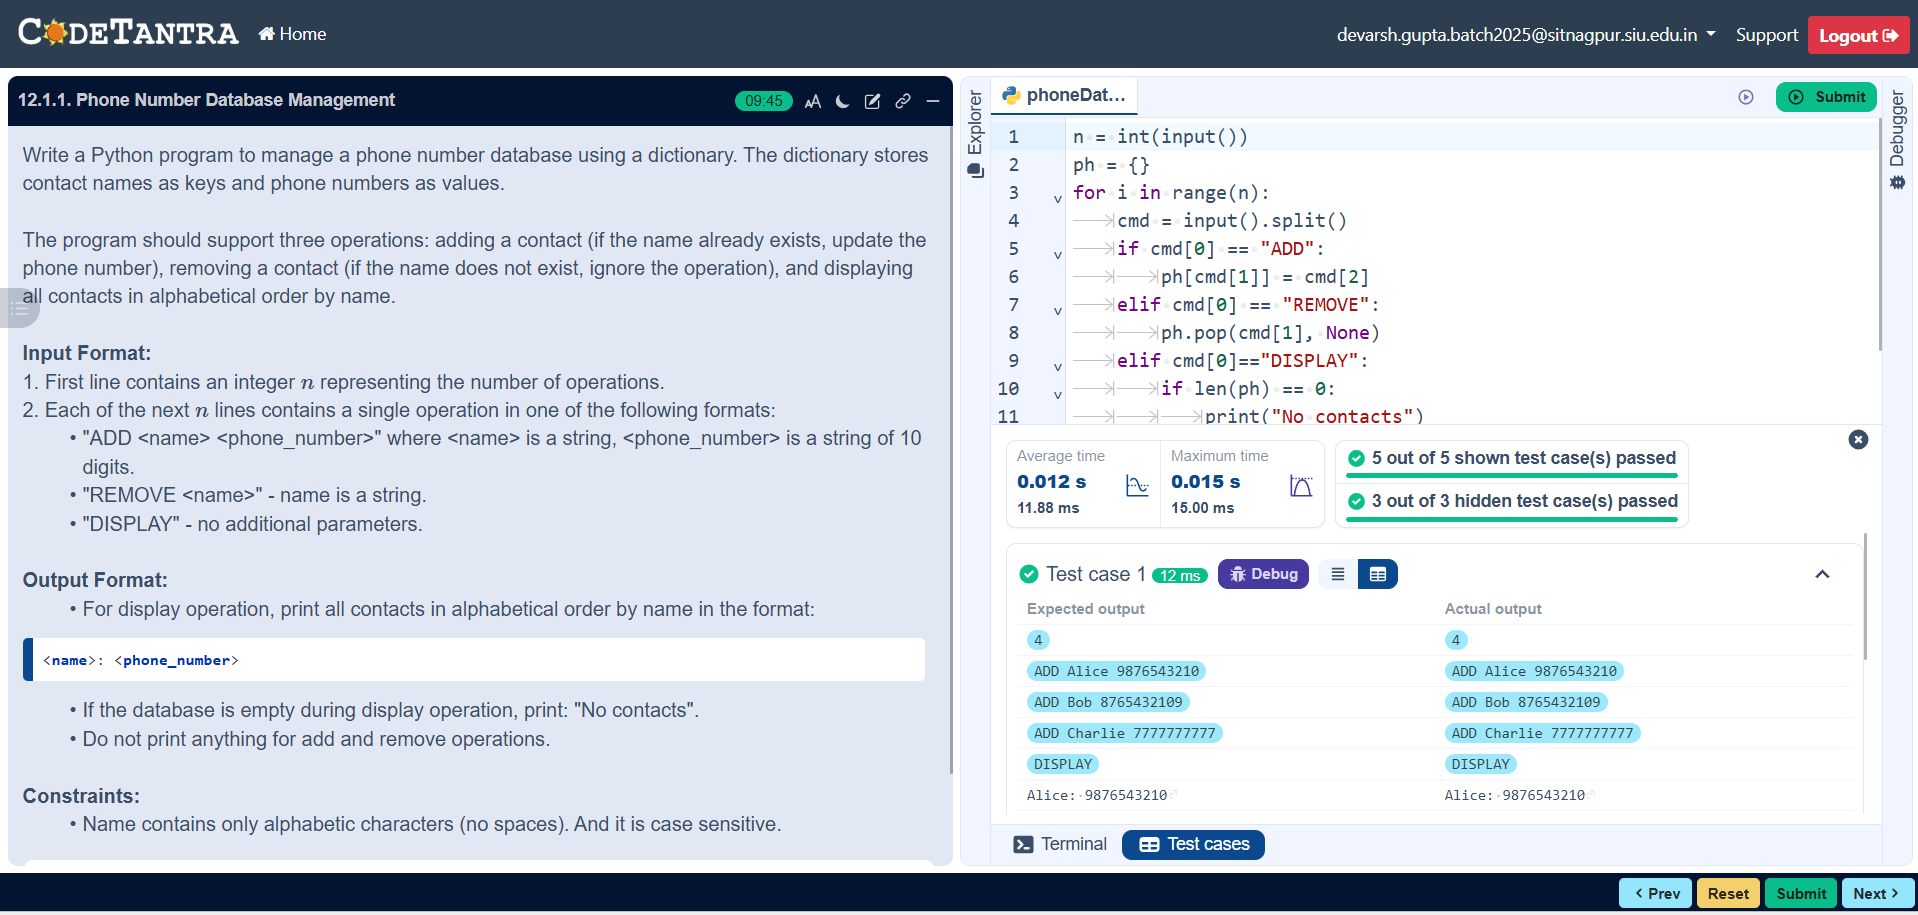 CODETANTRA
Home
devarsh.gupta.batch2025@sitnagpur.siu.edu.in
Support
Logout
12.1.1. Phone Number Database Management
09:45
Write a Python program to manage a phone number database using a dictionary. The dictionary stores
contact names as keys and phone numbers as values.
The program should support three operations: adding a contact (if the name already exists, update the
phone number), removing a contact (if the name does not exist, ignore the operation), and displaying
all contacts in alphabetical order by name.
Input Format:
1. First line contains an integer n representing the number of operations.
2. Each of the next n lines contains a single operation in one of the following formats:
• "ADD <name> <phone_number>" where <name> is a string, <phone_number> is a string of 10
digits.
• "REMOVE <name>" - name is a string.
• "DISPLAY" - no additional parameters.
Output Format:
• For display operation, print all contacts in alphabetical order by name in the format:
<name>: <phone_number>
• If the database is empty during display operation, print: "No contacts".
• Do not print anything for add and remove operations.
Constraints:
• Name contains only alphabetic characters (no spaces). And it is case sensitive.
Explorer
phoneDat...
Submit
Debugger
1 n = int(input())
2 ph = {}
3 for i in range(n):
4 cmd = input().split()
5 if cmd[0] == "ADD":
6 ph[cmd[1]] = cmd[2]
7 elif cmd[0] == "REMOVE":
8 ph.pop(cmd[1], None)
9 elif cmd[0]=="DISPLAY":
10 if len(ph) == 0:
11 print("No contacts")
Average time
0.012 s
11.88 ms
Maximum time
0.015 s
15.00 ms
5 out of 5 shown test case(s) passed
3 out of 3 hidden test case(s) passed
Test case 1
12 ms
Debug
Expected output
Actual output
4
4
ADD Alice 9876543210
ADD Alice 9876543210
ADD Bob 8765432109
ADD Bob 8765432109
ADD Charlie 7777777777
ADD Charlie 7777777777
DISPLAY
DISPLAY
Alice: 9876543210
Alice: 9876543210
Terminal
Test cases
Prev
Reset
Submit
Next